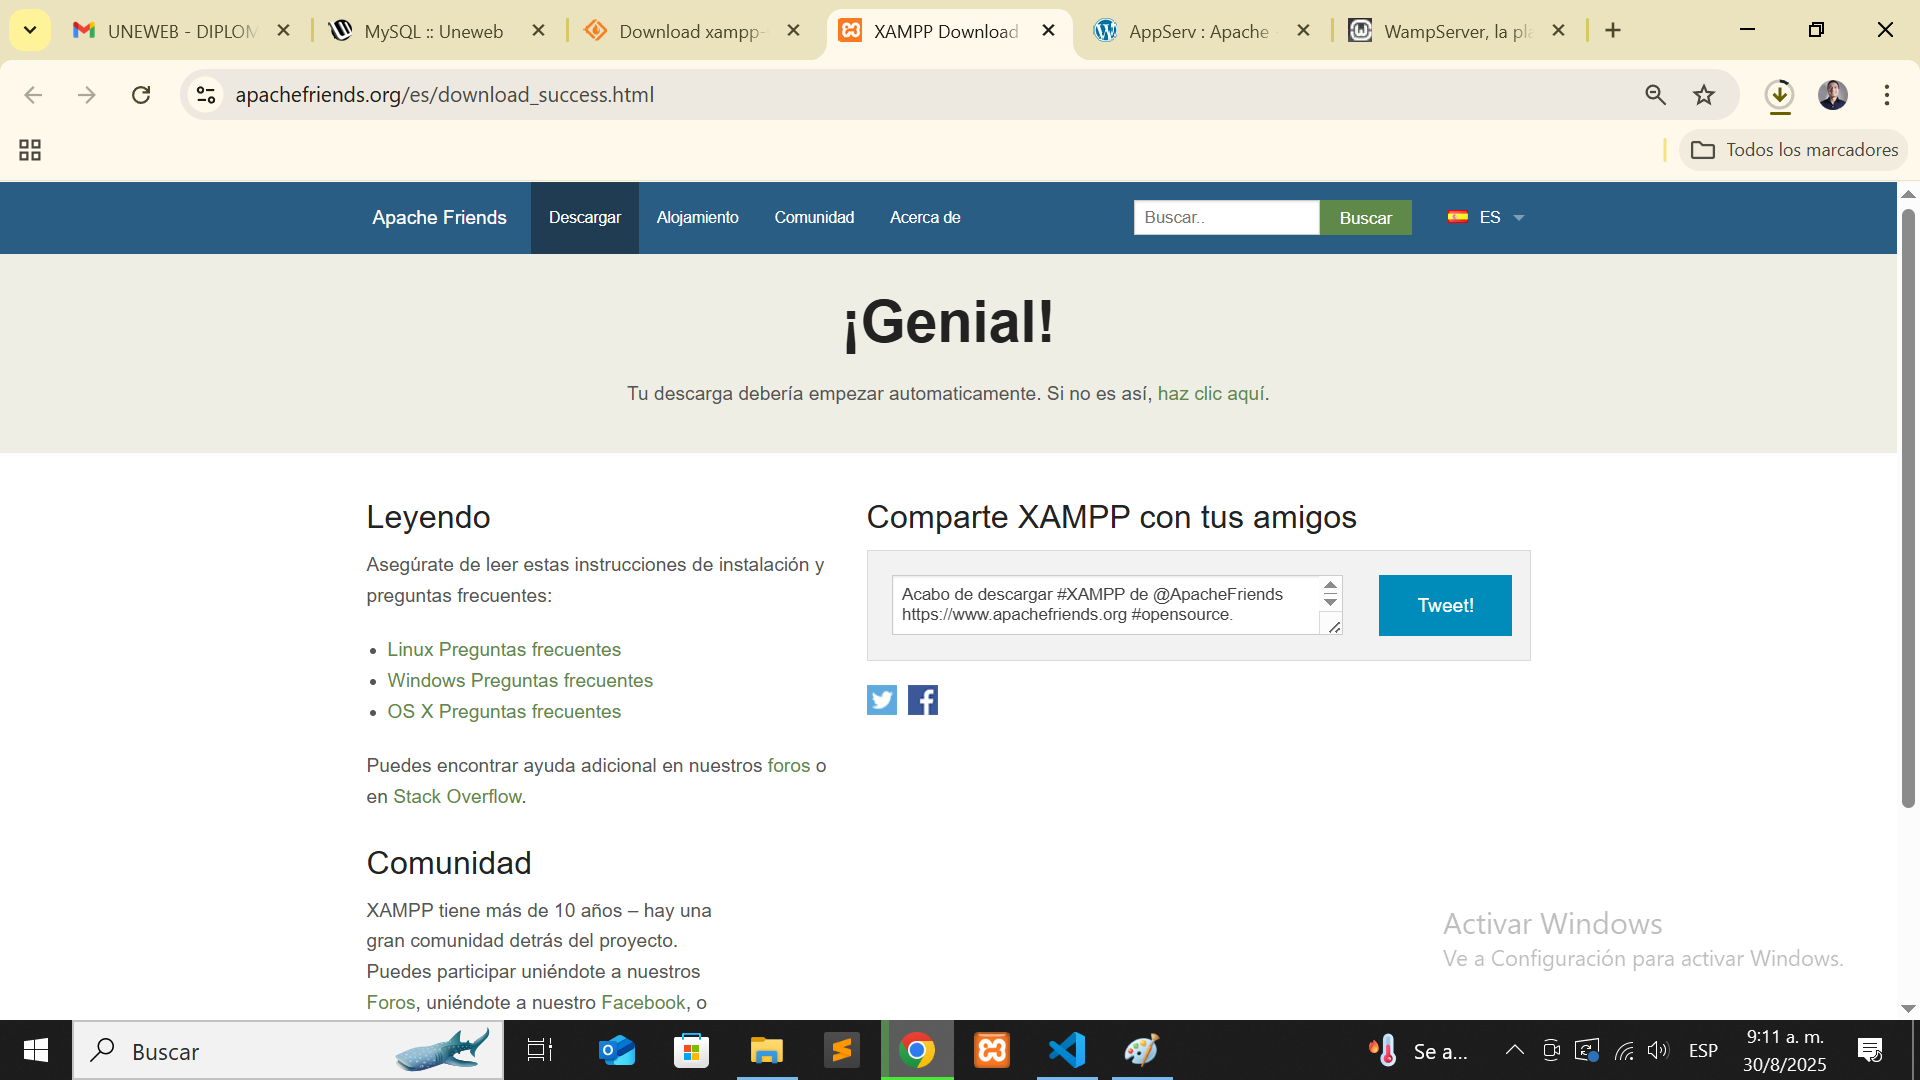 UNEWEB - DIPLOM
MySQL :: Uneweb
Download xampp-
XAMPP Download
AppServ : Apache
WampServer, la pla
apachefriends.org/es/download_success.html
Todos los marcadores
Apache Friends
Descargar
Alojamiento
Comunidad
Acerca de
Buscar..
Buscar
ES
¡Genial!
Tu descarga debería empezar automaticamente. Si no es así, haz clic aquí.
Leyendo
Asegúrate de leer estas instrucciones de instalación y
preguntas frecuentes:
Linux Preguntas frecuentes
Windows Preguntas frecuentes
OS X Preguntas frecuentes
Puedes encontrar ayuda adicional en nuestros foros o
en Stack Overflow.
Comunidad
XAMPP tiene más de 10 años – hay una
gran comunidad detrás del proyecto.
Puedes participar uniéndote a nuestros
Foros, uniéndote a nuestro Facebook, o
Comparte XAMPP con tus amigos
Acabo de descargar #XAMPP de @ApacheFriends
https://www.apachefriends.org #opensource.
Tweet!
Activar Windows
Ve a Configuración para activar Windows.
Buscar
Se a...
ESP
9:11 a. m.
30/8/2025